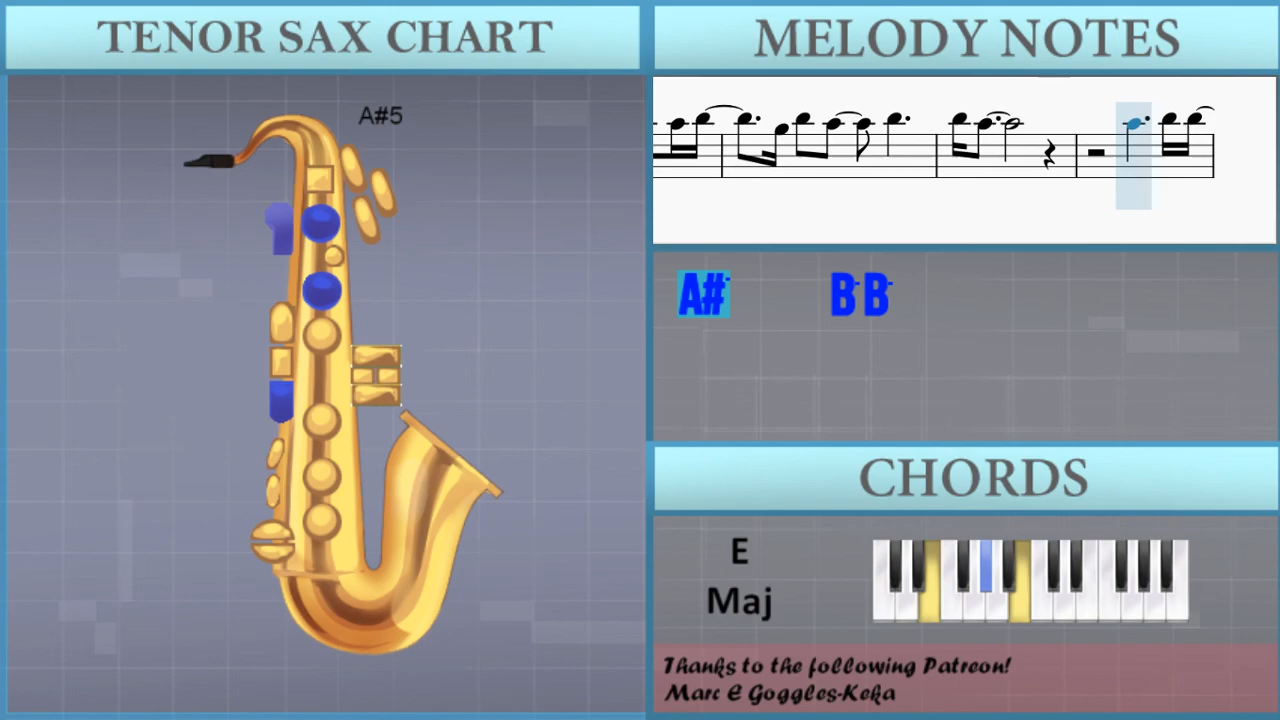 TENOR SAX CHART
A#5
MELODY NOTES
A# B B
CHORDS
E
Maj
Thanks to the following Patreon!
Marc E Goggles-Keka